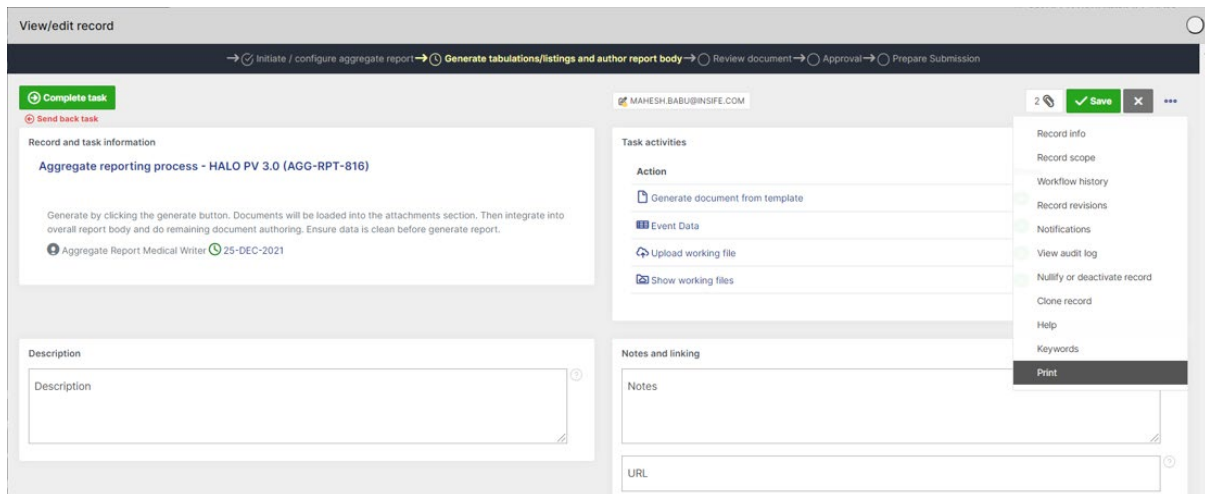 View/edit record
Initiate / configure aggregate report Generate tabulations/listings and author report body Review document Approval Prepare Submission
Complete task
Send back task
MAHESH.BABU@INSIFE.COM
2 Save
Record and task information
Aggregate reporting process - HALO PV 3.0 (AGG-RPT-816)
Generate by clicking the generate button. Documents will be loaded into the attachments section. Then integrate into
overall report body and do remaining document authoring. Ensure data is clean before generate report.
Aggregate Report Medical Writer 25-DEC-2021
Task activities
Action
Generate document from template
Event Data
Upload working file
Show working files
Record info
Record scope
Workflow history
Record revisions
Notifications
View audit log
Nullify or deactivate record
Clone record
Help
Keywords
Print
Description
Description
Notes and linking
Notes
URL